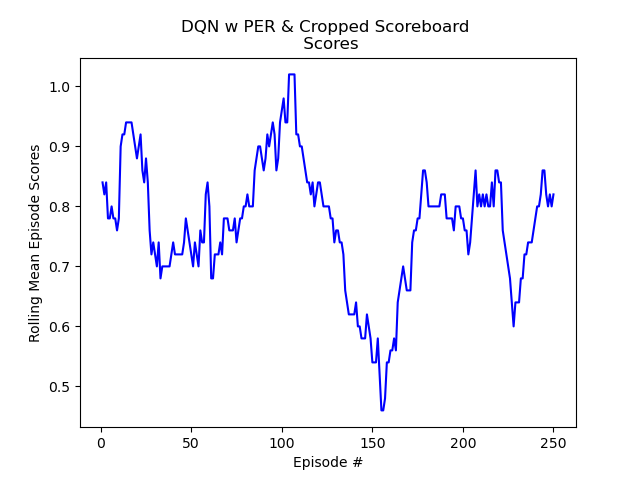 DQN w PER & Cropped Scoreboard
Scores
Rolling Mean Episode Scores
1.0
0.9
0.8
0.7
0.6
0.5
0 50 100 150 200 250
Episode #